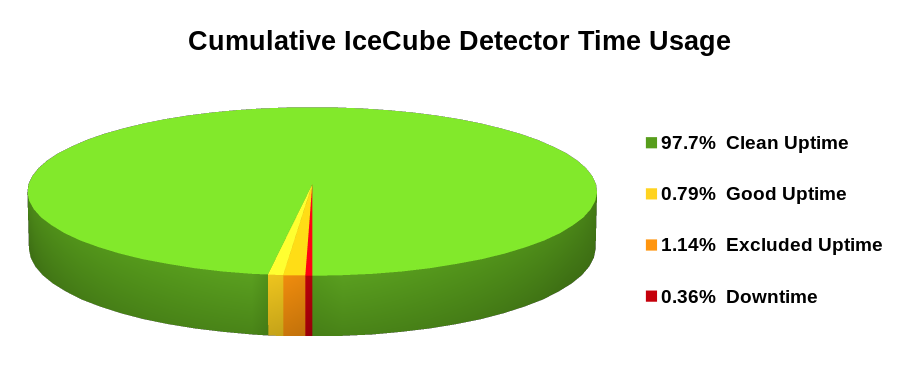 Cumulative IceCube Detector Time Usage
97.7% Clean Uptime
0.79% Good Uptime
1.14% Excluded Uptime
0.36% Downtime